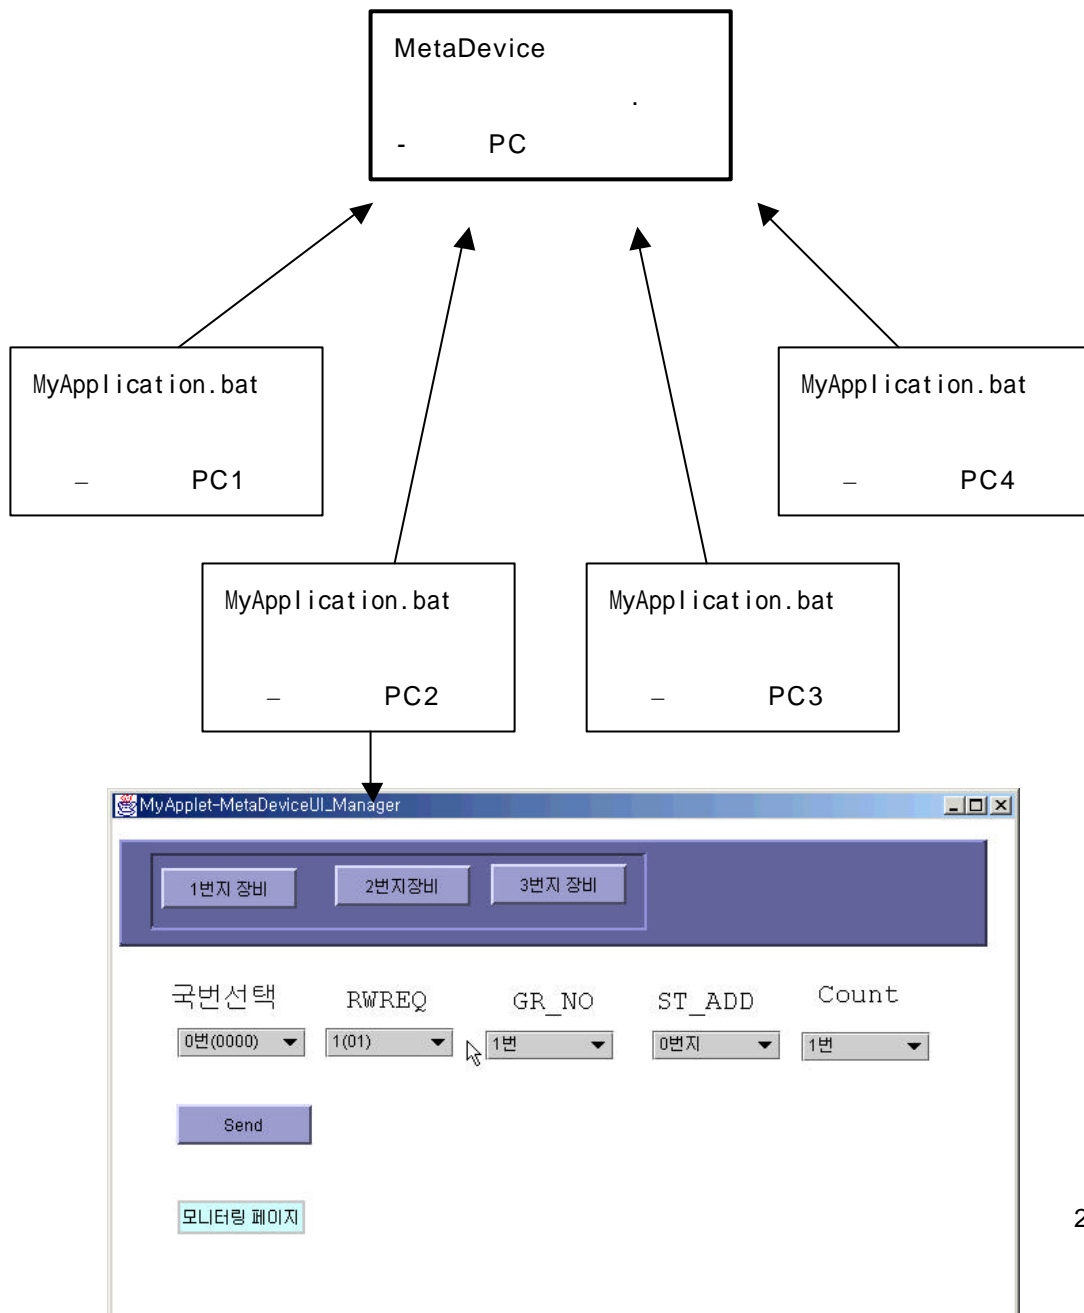 MetaDevice
.
- PC
MyApplication.bat
– PC1
MyApplication.bat
– PC4
MyApplication.bat
– PC2
MyApplication.bat
– PC3
MyApplet-MetaDeviceUI_Manager
1번지 장비 2번지장비 3번지 장비
국번선택 RWREQ GR_NO ST_ADD Count
0번(0000) 1(01) 1번 0번지 1번
Send
모니터링 페이지
2